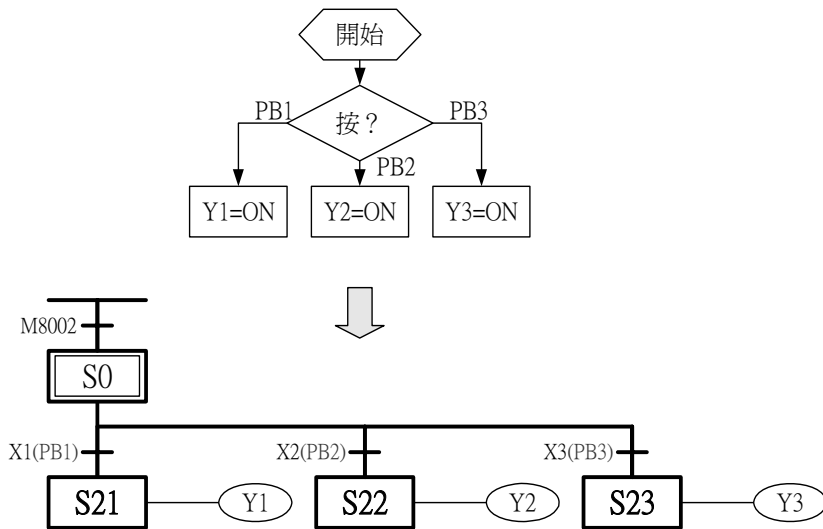 開始
PB1
按？
PB3
PB2
Y1=ON
Y2=ON
Y3=ON
M8002
S0
X1(PB1)
X2(PB2)
X3(PB3)
S21
Y1
S22
Y2
S23
Y3